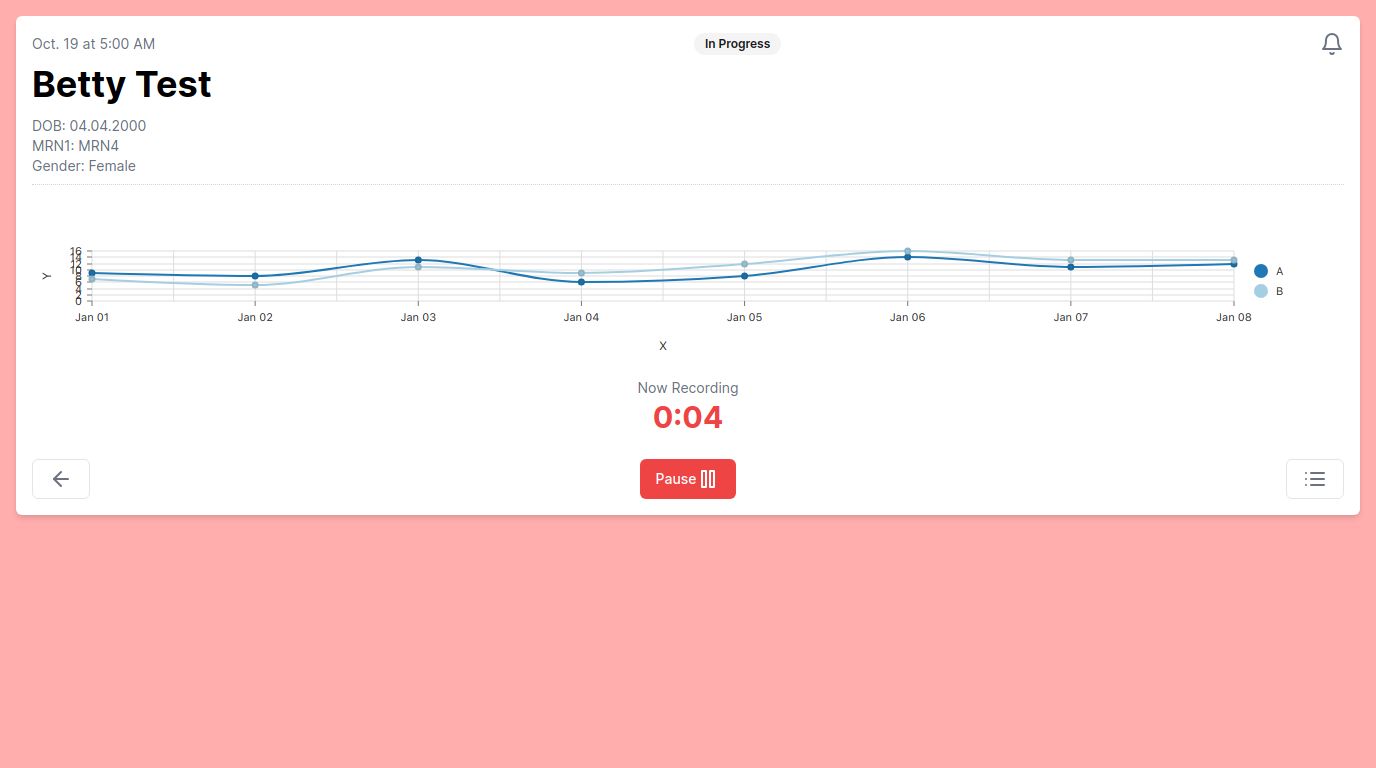 Oct. 19 at 5:00 AM
In Progress
Betty Test
DOB: 04.04.2000
MRN1: MRN4
Gender: Female
16
14
12
10
8
6
4
2
0
Y
Jan 01 Jan 02 Jan 03 Jan 04 Jan 05 Jan 06 Jan 07 Jan 08
X
A
B
Now Recording
0:04
Pause